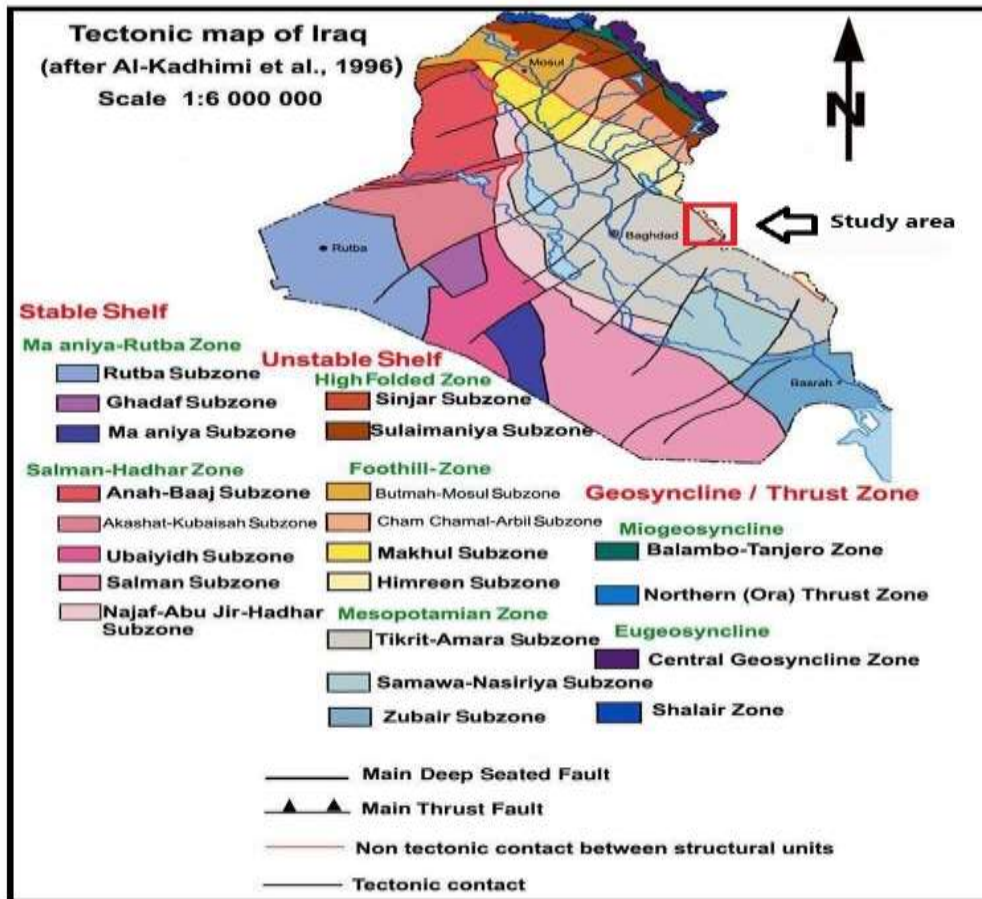 Tectonic map of Iraq
(after Al-Kadhimi et al., 1996)
Scale 1:6 000 000
N
Mosul
Study area
Baghdad
Rutba
Basrah
Stable Shelf
Ma aniya-Rutba Zone
Rutba Subzone
Ghadaf Subzone
Ma aniya Subzone
Salman-Hadhar Zone
Anah-Baaj Subzone
Akashat-Kubaisah Subzone
Ubaiyidh Subzone
Salman Subzone
Najaf-Abu Jir-Hadhar
Subzone
Unstable Shelf
High Folded Zone
Sinjar Subzone
Sulaimaniya Subzone
Foothill-Zone
Butmah-Mosul Subzone
Cham Chamal-Arbil Subzone
Makhul Subzone
Himreen Subzone
Mesopotamian Zone
Tikrit-Amara Subzone
Samawa-Nasiriya Subzone
Zubair Subzone
Geosyncline / Thrust Zone
Miogeosyncline
Balambo-Tanjero Zone
Northern (Ora) Thrust Zone
Eugeosyncline
Central Geosyncline Zone
Shalair Zone
Main Deep Seated Fault
Main Thrust Fault
Non tectonic contact between structural units
Tectonic contact